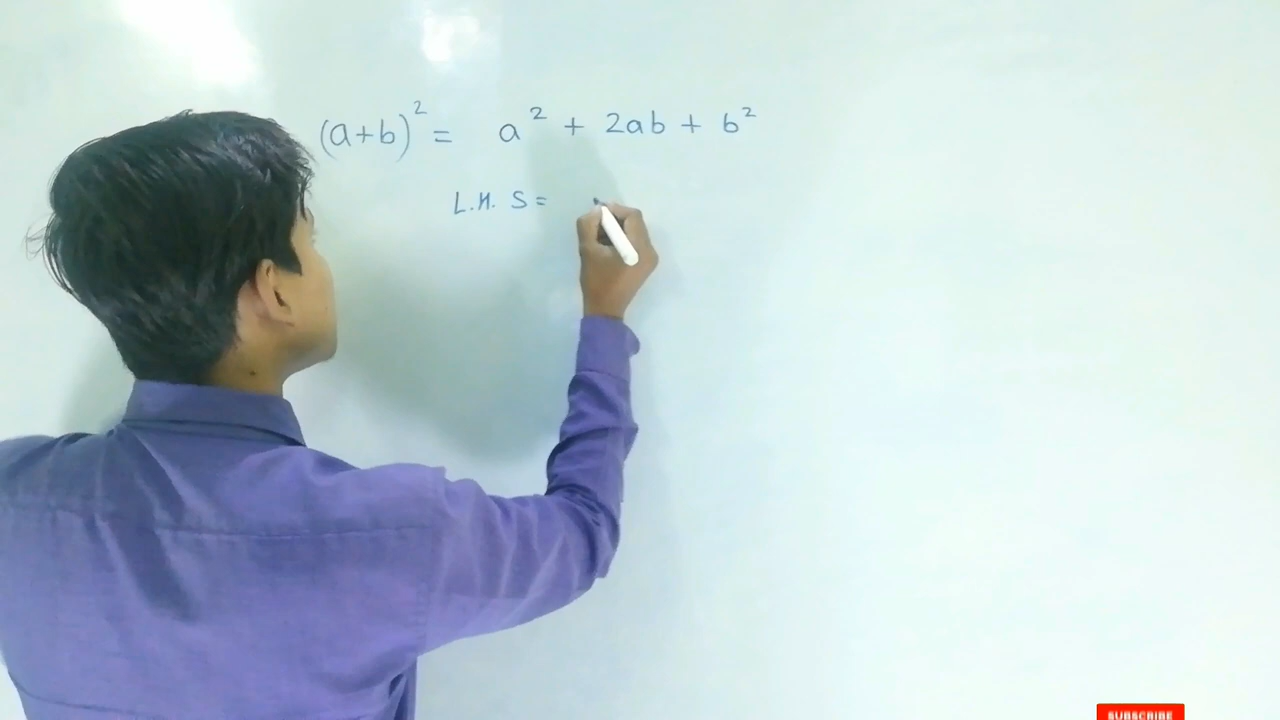 (a+b)² = a² + 2ab + b²
L.H.S =
SUBSCRIBE